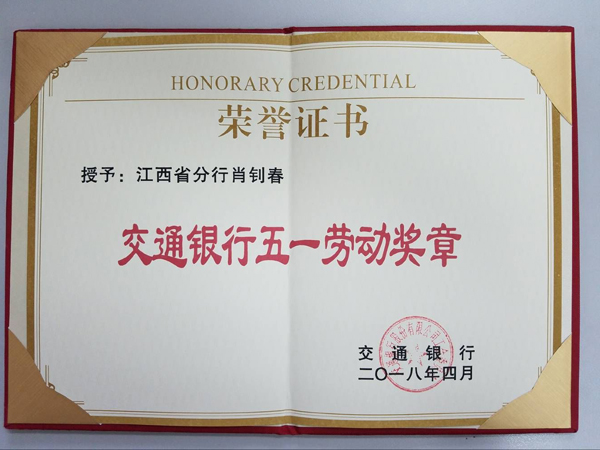 HONORARY CREDENTIAL
荣誉证书
授予：江西省分行肖钊春
交通银行五一劳动奖章
交通银行
二〇一八年四月